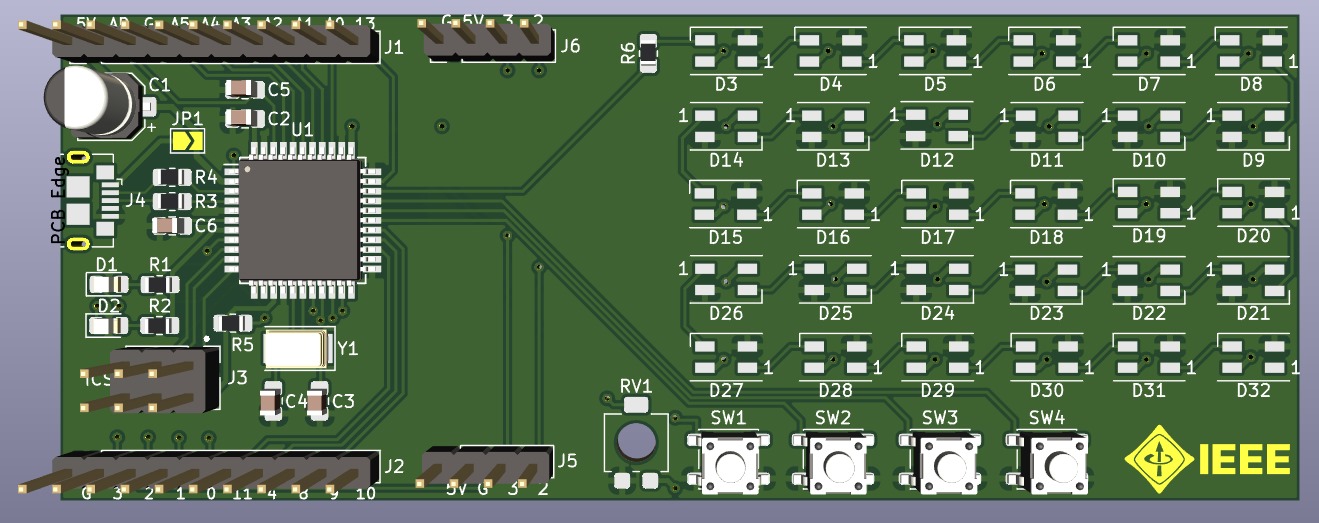 5V AD G A5 A4 A3 A2 A1 A0 13
J1
G 5V 3 2
J6
R6
1 1 1 1 1 1
D3 D4 D5 D6 D7 D8
C1
C5
+
C2
JP1
U1
1 1 1 1 1 1
D14 D13 D12 D11 D10 D9
PCB Edge
J4
R4
R3
C6
1 1 1 1 1 1
D15 D16 D17 D18 D19 D20
D1 R1
D2 R2
1 1 1 1 1 1
D26 D25 D24 D23 D22 D21
R5
Y1
J3
C4 C3
1 1 1 1 1 1
D27 D28 D29 D30 D31 D32
RV1
SW1 SW2 SW3 SW4
J2
G 3 2 1 0 11 4 8 9 10
J5
5V G 3 2
IEEE